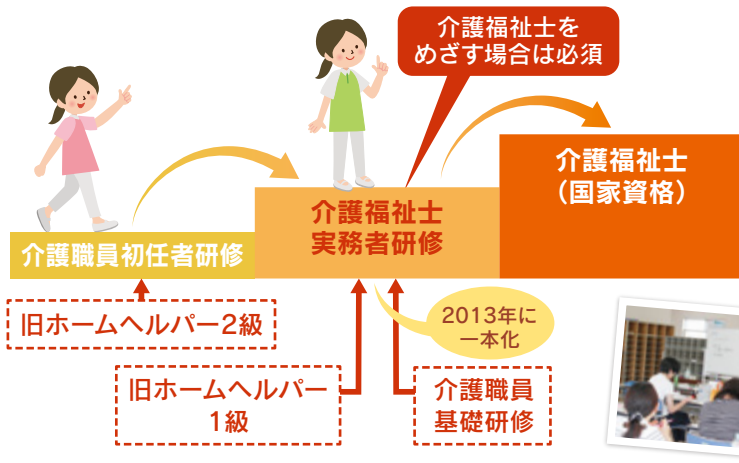 介護福祉士を
めざす場合は必須
介護福祉士
（国家資格）
介護福祉士
実務者研修
介護職員初任者研修
旧ホームヘルパー2級
2013年に
一本化
旧ホームヘルパー
1級
介護職員
基礎研修